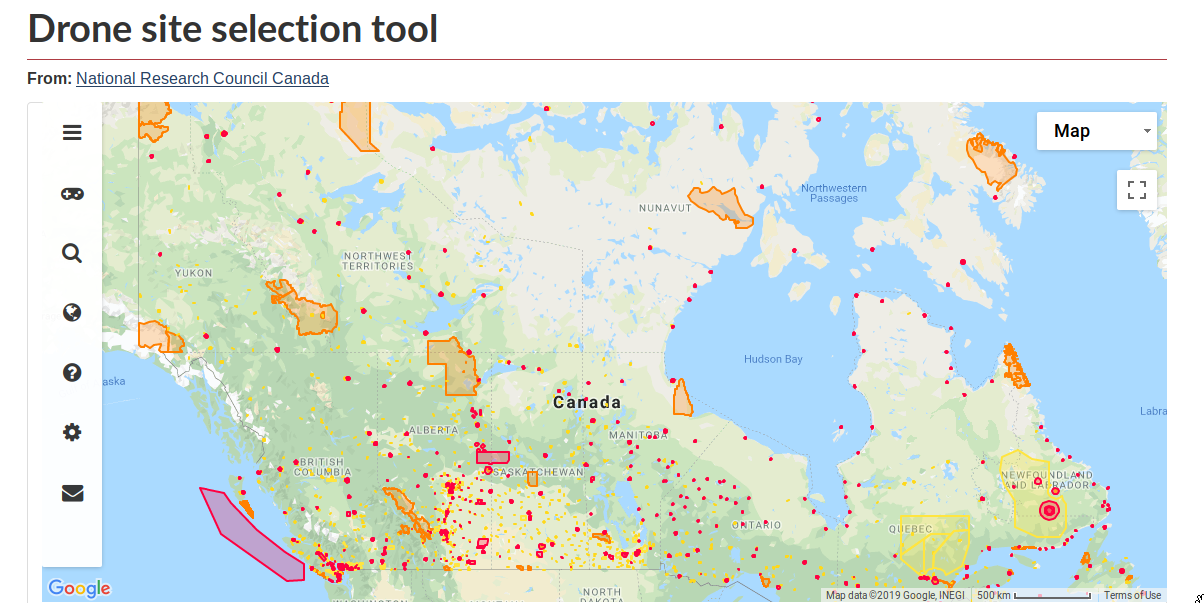 Drone site selection tool
From: National Research Council Canada
Map
Northwestern
Passages
NUNAVUT
NORTHWEST
TERRITORIES
YUKON
Hudson Bay
aska
Canada
Labra
ALBERTA
MANITOBA
BRITISH
COLUMBIA
SASKATCHEWAN
NEWFOUNDLAND
AND LABRADOR
ONTARIO
QUEBEC
Google
WASHINGTON
NORTH
DAKOTA
Map data ©2019 Google, INEGI
500 km
Terms of Use